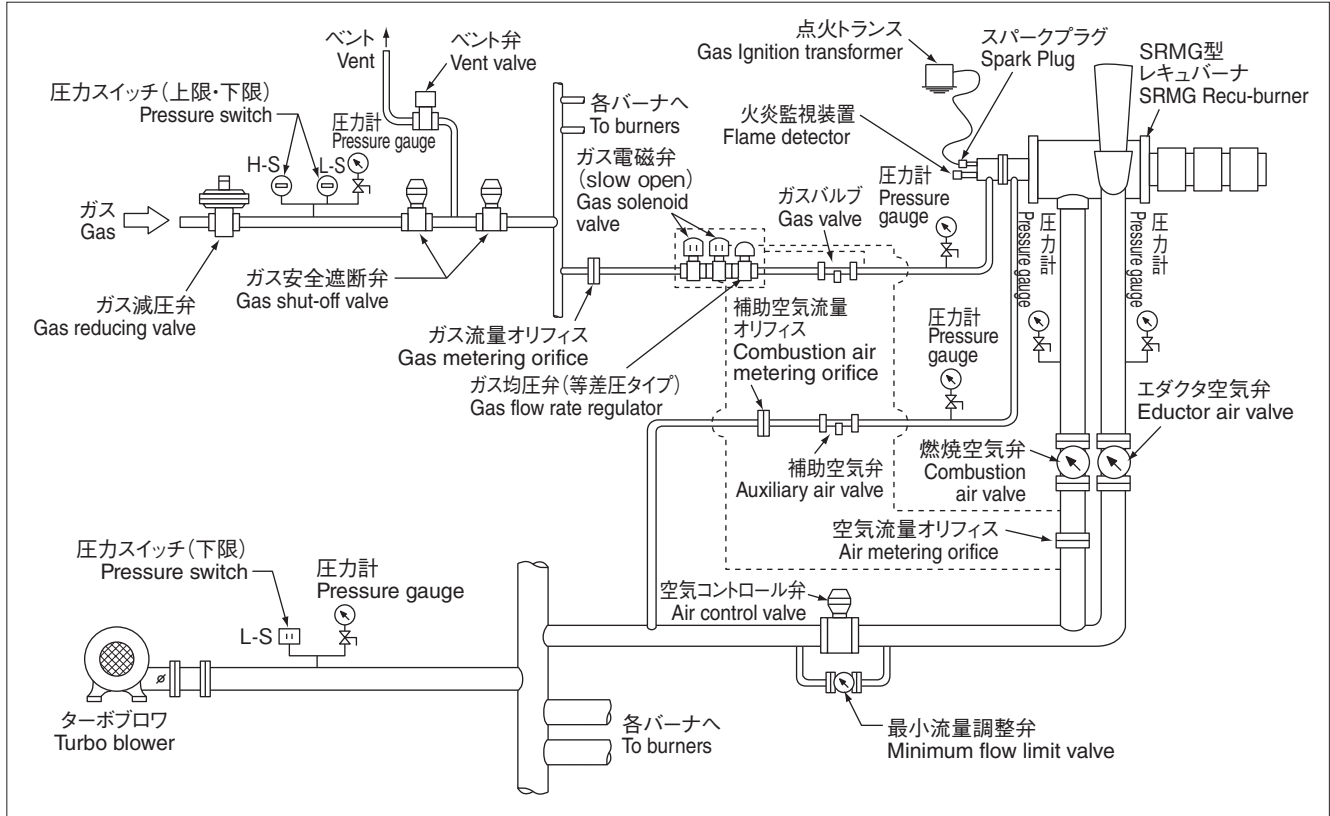 ベント
Vent
ベント弁
Vent valve
圧力スイッチ（上限・下限）
Pressure switch
圧力計
Pressure gauge
H-S
L-S
各バーナへ
To burners
ガス
Gas
ガス減圧弁
Gas reducing valve
ガス安全遮断弁
Gas shut-off valve
ガス電磁弁
(slow open)
Gas solenoid
valve
ガスバルブ
Gas valve
ガス流量オリフィス
Gas metering orifice
ガス均圧弁（等差圧タイプ）
Gas flow rate regulator
点火トランス
Gas Ignition transformer
スパークプラグ
Spark Plug
火炎監視装置
Flame detector
SRMG型
レキュバーナ
SRMG Recu-burner
圧力計
Pressure
gauge
圧力計
Pressure gauge
圧力計
Pressure gauge
補助空気流量
オリフィス
Combustion air
metering orifice
圧力計
Pressure
gauge
補助空気弁
Auxiliary air valve
エダクタ空気弁
Eductor air valve
燃焼空気弁
Combustion
air valve
空気流量オリフィス
Air metering orifice
圧力スイッチ（下限）
Pressure switch
圧力計
Pressure gauge
L-S
空気コントロール弁
Air control valve
ターボブロワ
Turbo blower
各バーナへ
To burners
最小流量調整弁
Minimum flow limit valve